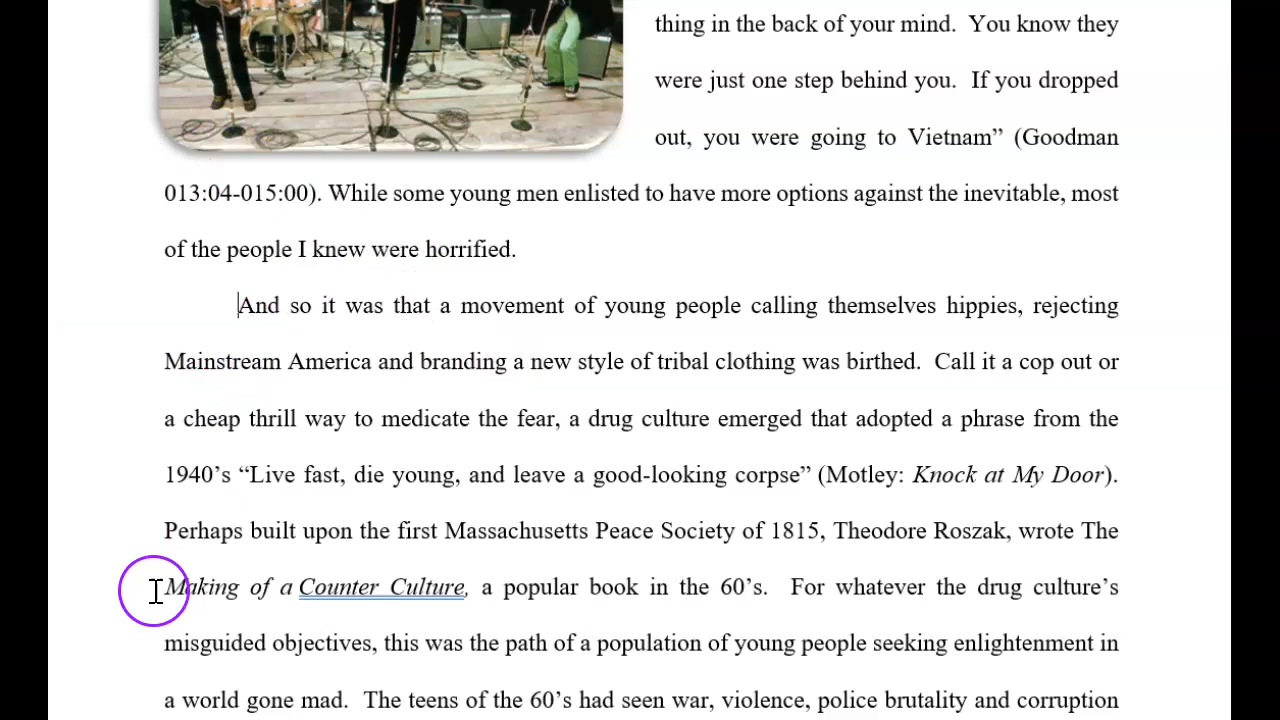 thing in the back of your mind.  You know they
were just one step behind you.  If you dropped
out, you were going to Vietnam” (Goodman
013:04-015:00). While some young men enlisted to have more options against the inevitable, most
of the people I knew were horrified.
And so it was that a movement of young people calling themselves hippies, rejecting
Mainstream America and branding a new style of tribal clothing was birthed.  Call it a cop out or
a cheap thrill way to medicate the fear, a drug culture emerged that adopted a phrase from the
1940’s “Live fast, die young, and leave a good-looking corpse” (Motley: Knock at My Door).
Perhaps built upon the first Massachusetts Peace Society of 1815, Theodore Roszak, wrote The
Making of a Counter Culture, a popular book in the 60’s.  For whatever the drug culture’s
misguided objectives, this was the path of a population of young people seeking enlightenment in
a world gone mad.  The teens of the 60’s had seen war, violence, police brutality and corruption